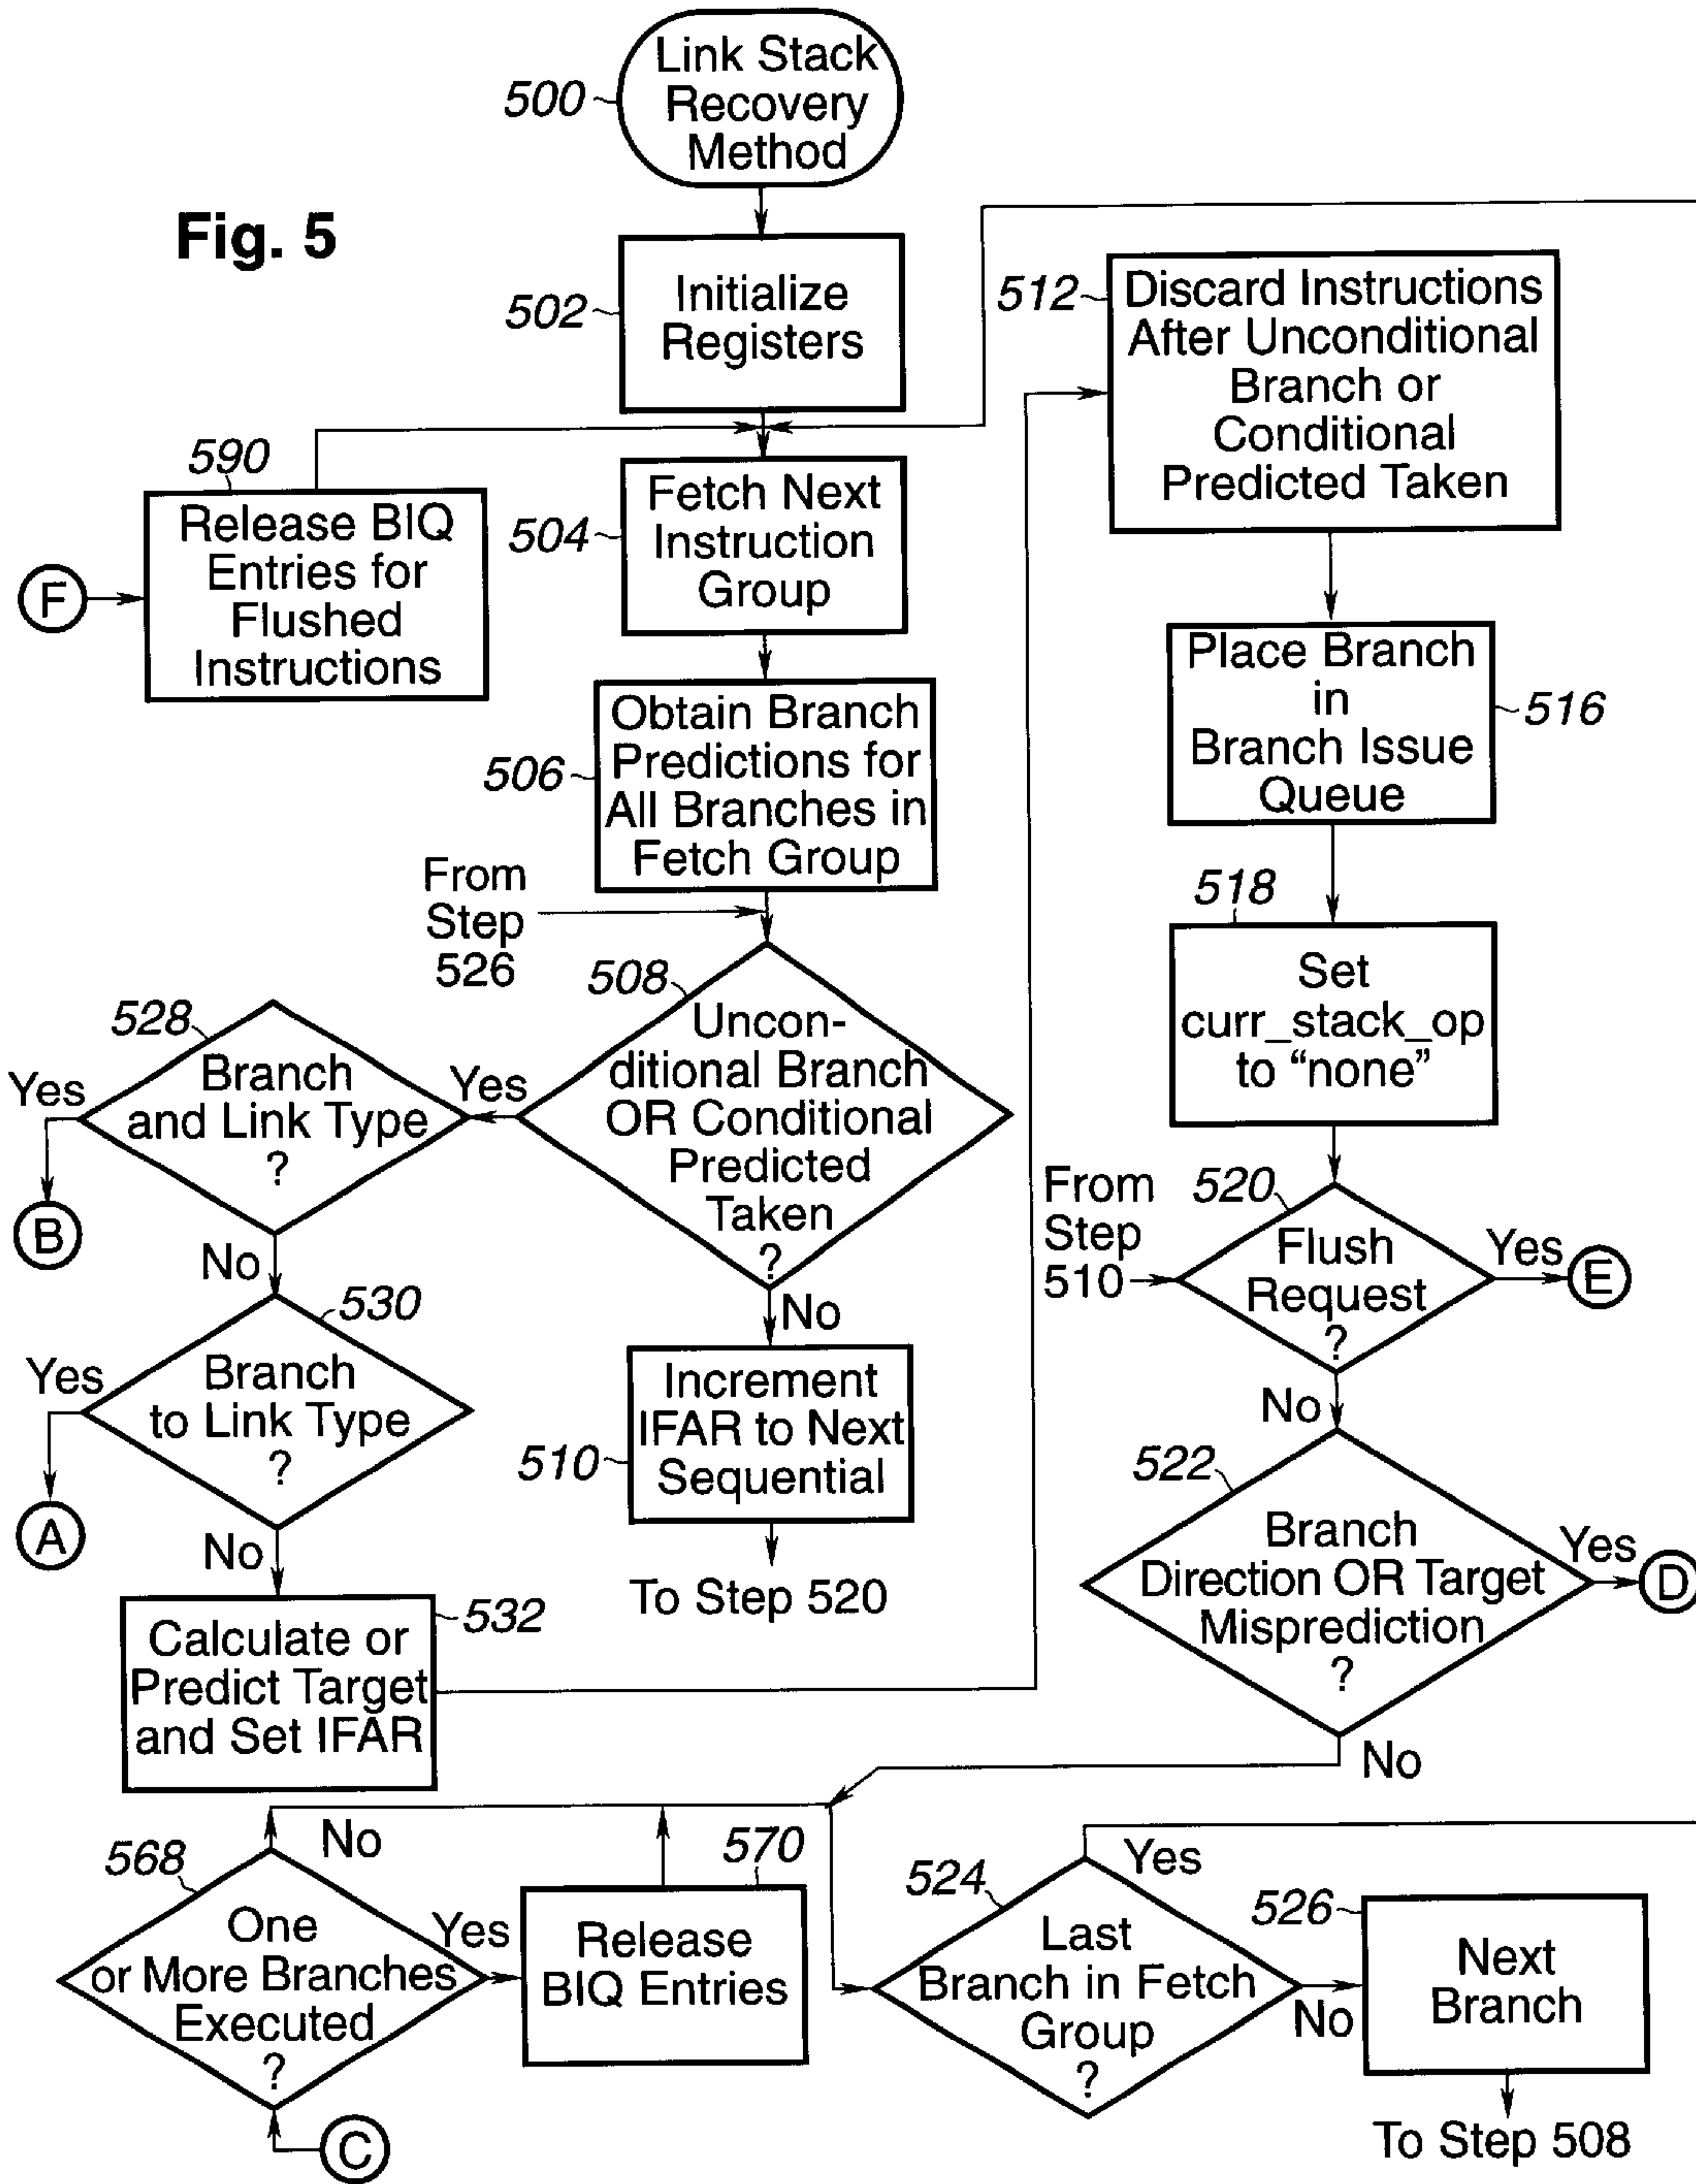 Fig. 5
500
Link Stack
Recovery
Method
502
Initialize
Registers
504
Fetch Next
Instruction
Group
590
Release BIQ
Entries for
Flushed
Instructions
F
506
Obtain Branch
Predictions for
All Branches in
Fetch Group
From
Step
526
508
Uncon-
ditional Branch
OR Conditional
Predicted
Taken
?
Yes
No
528
Branch
and Link Type
?
Yes
B
No
530
Branch
to Link Type
?
Yes
A
No
532
Calculate or
Predict Target
and Set IFAR
510
Increment
IFAR to Next
Sequential
To Step 520
512
Discard Instructions
After Unconditional
Branch or
Conditional
Predicted Taken
Place Branch
in
Branch Issue
Queue
516
518
Set
curr_stack_op
to “none”
From
Step
510
520
Flush
Request
?
Yes
E
No
522
Branch
Direction OR Target
Misprediction
?
Yes
D
No
568
One
or More Branches
Executed
?
No
Yes
C
570
Release
BIQ Entries
524
Last
Branch in Fetch
Group
?
Yes
No
526
Next
Branch
To Step 508